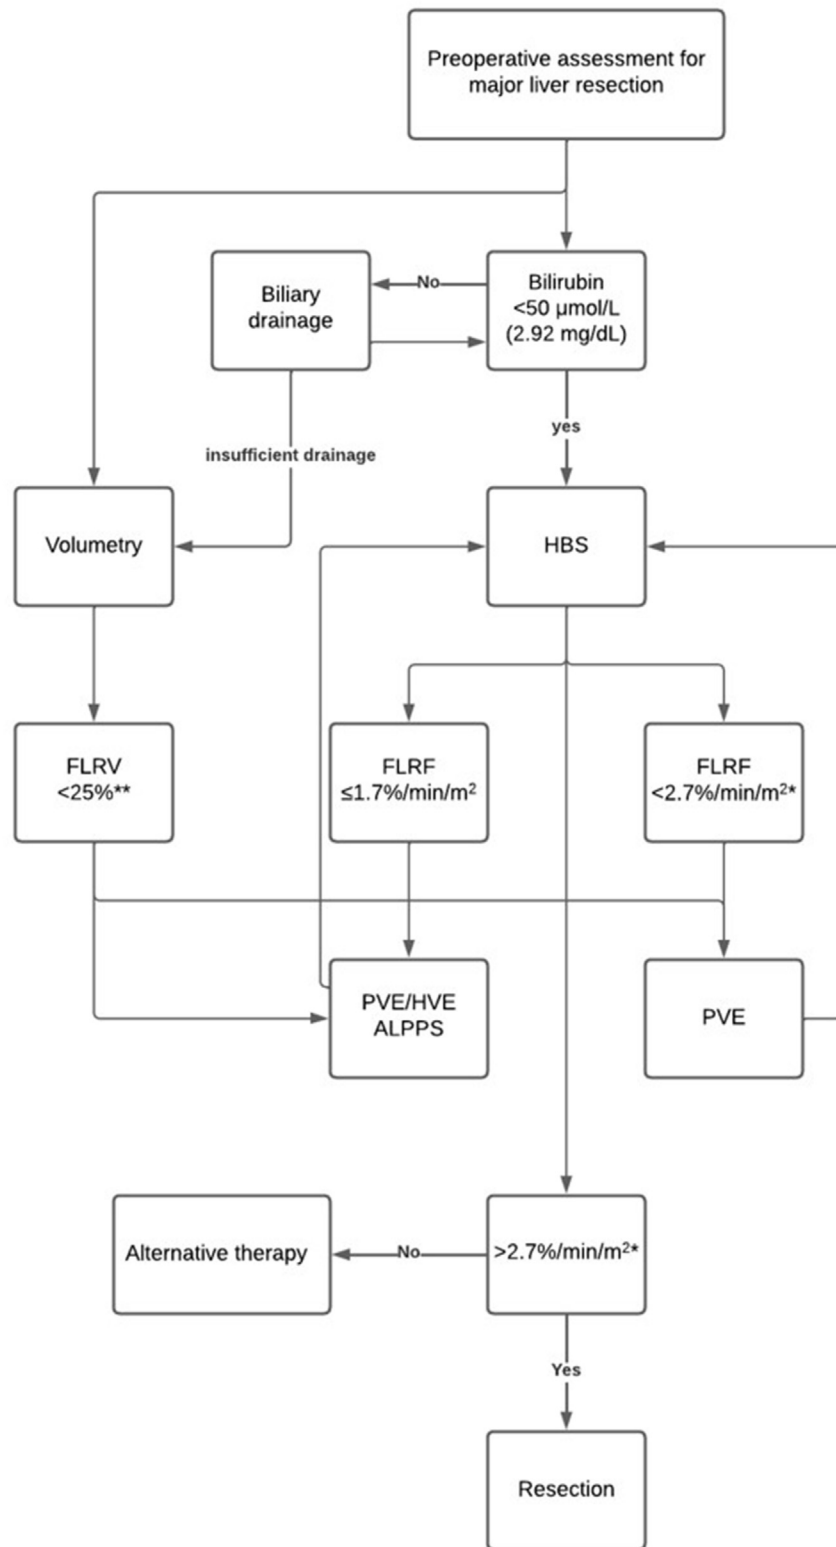 Preoperative assessment for
major liver resection
Biliary
drainage
No
Bilirubin
<50 μmol/L
(2.92 mg/dL)
insufficient drainage
yes
Volumetry
HBS
FLRV
<25%**
FLRF
≤1.7%/min/m²
FLRF
<2.7%/min/m²*
PVE/HVE
ALPPS
PVE
Alternative therapy
No
>2.7%/min/m²*
Yes
Resection